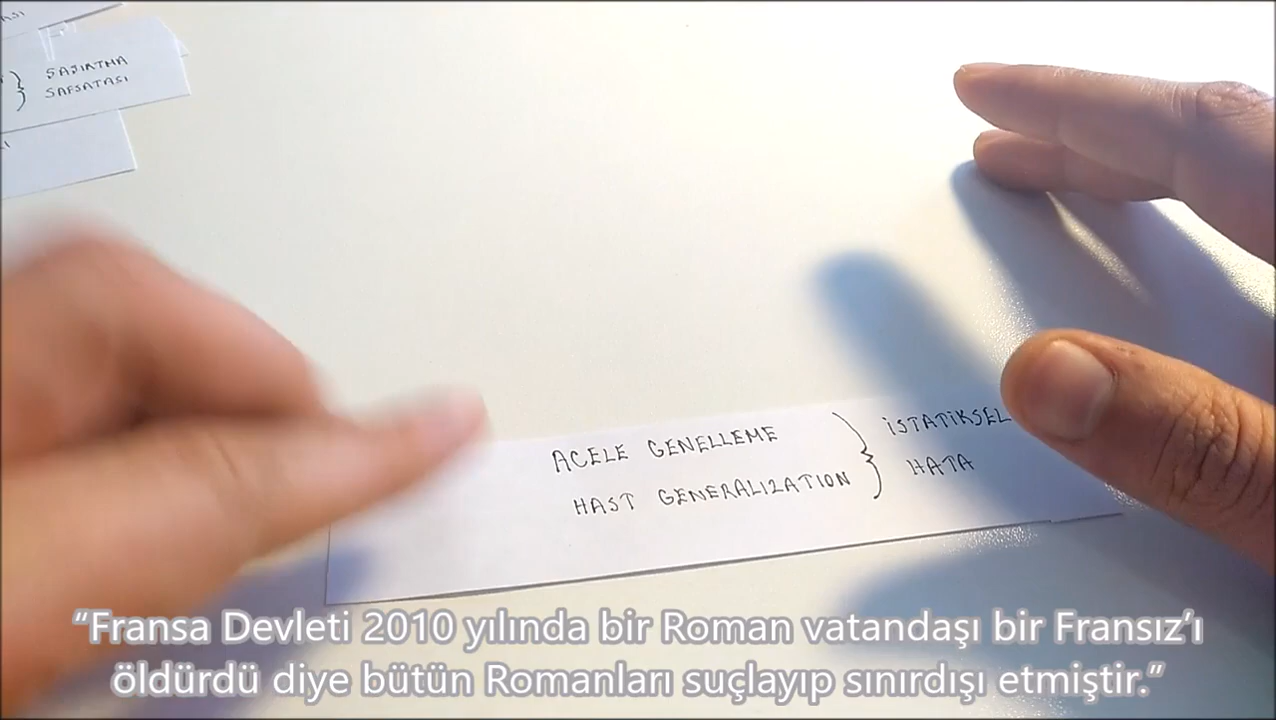 ŞAŞIRTMA
SAFSATASI
ACELE GENELLEME
HAST GENERALIZATION
İSTATİKSEL
HATA
“Fransa Devleti 2010 yılında bir Roman vatandaşı bir Fransız’ı
öldürdü diye bütün Romanları suçlayıp sınırdışı etmiştir.”